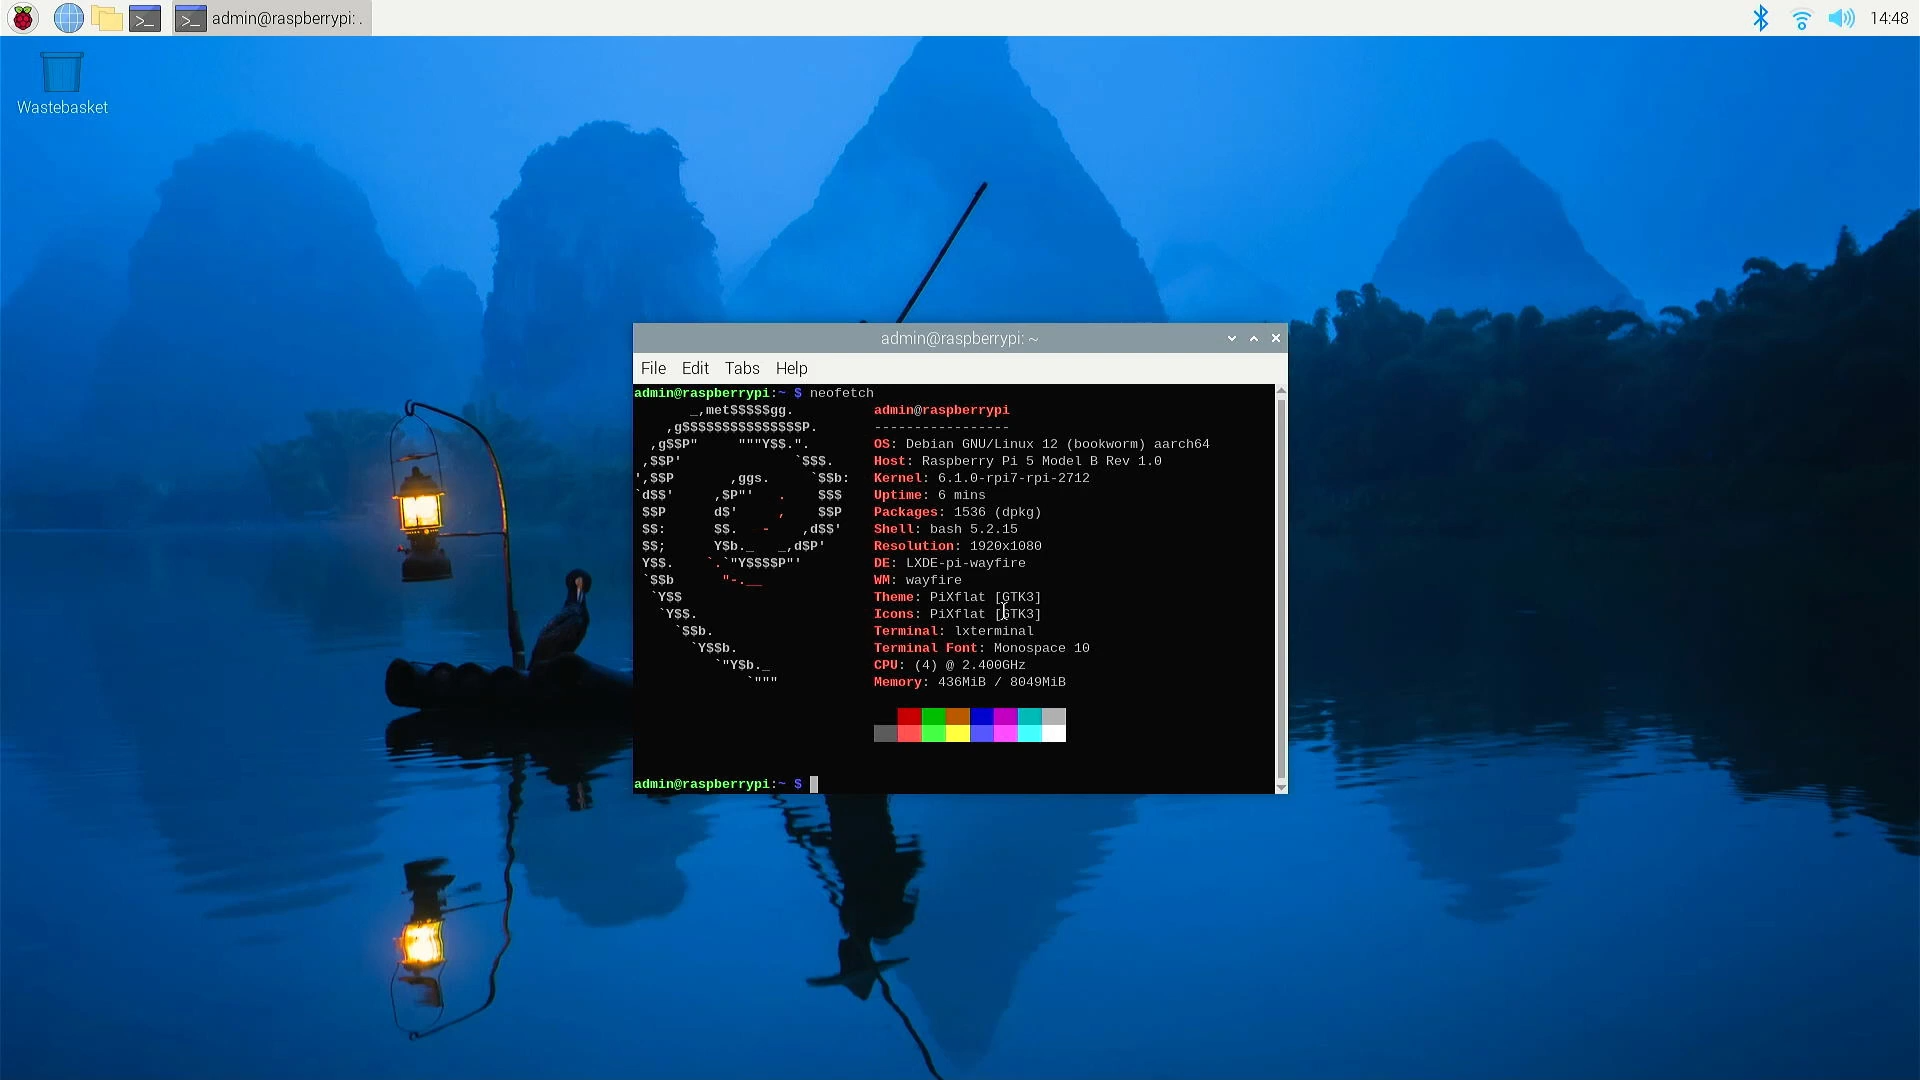 admin@raspberrypi: .
14:48
Wastebasket
admin@raspberrypi: ~
File Edit Tabs Help
admin@raspberrypi:~ $ neofetch
_,met$$$$$gg.
admin@raspberrypi
,g$$$$$$$$$$$$$$$P.
-----------------
,g$$P"     """Y$$.".
OS: Debian GNU/Linux 12 (bookworm) aarch64
,$$P'              `$$$.
Host: Raspberry Pi 5 Model B Rev 1.0
',$$P       ,ggs.     `$$b:
Kernel: 6.1.0-rpi7-rpi-2712
`d$$'     ,$P"'   .    $$$
Uptime: 6 mins
$$P      d$'     ,    $$P
Packages: 1536 (dpkg)
$$:      $$.   -    ,d$$'
Shell: bash 5.2.15
$$;      Y$b._   _,d$P'
Resolution: 1920x1080
Y$$.    `.`"Y$$$$P"'
DE: LXDE-pi-wayfire
`$$b      "-.__
WM: wayfire
`Y$$
Theme: PiXflat [GTK3]
`Y$$.
Icons: PiXflat [GTK3]
`$$b.
Terminal: lxterminal
`Y$$b.
Terminal Font: Monospace 10
`"Y$b._
CPU: (4) @ 2.400GHz
`"""
Memory: 436MiB / 8049MiB
admin@raspberrypi:~ $